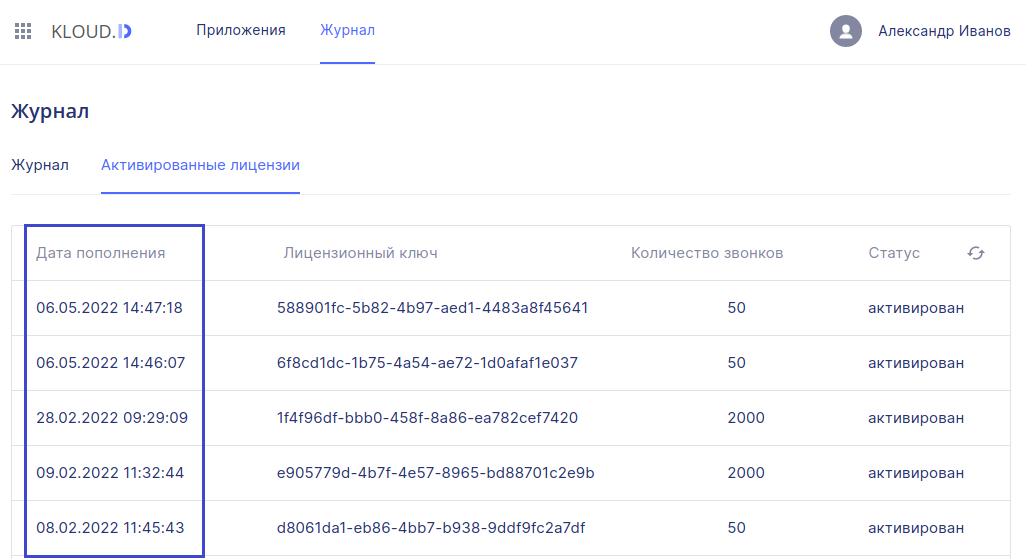 KLOUD.ID Приложения Журнал Александр Иванов
Журнал
Журнал Активированные лицензии
Дата пополнения Лицензионный ключ Количество звонков Статус
06.05.2022 14:47:18 588901fc-5b82-4b97-aed1-4483a8f45641 50 активирован
06.05.2022 14:46:07 6f8cd1dc-1b75-4a54-ae72-1d0afaf1e037 50 активирован
28.02.2022 09:29:09 1f4f96df-bbb0-458f-8a86-ea782cef7420 2000 активирован
09.02.2022 11:32:44 e905779d-4b7f-4e57-8965-bd88701c2e9b 2000 активирован
08.02.2022 11:45:43 d8061da1-eb86-4bb7-b938-9ddf9fc2a7df 50 активирован